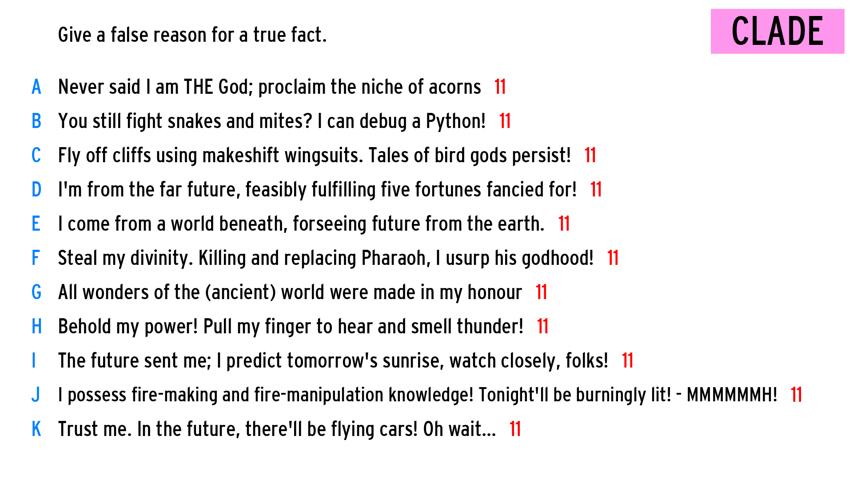 Give a false reason for a true fact.
CLADE
A Never said I am THE God; proclaim the niche of acorns 11
B You still fight snakes and mites? I can debug a Python! 11
C Fly off cliffs using makeshift wingsuits. Tales of bird gods persist! 11
D I'm from the far future, feasibly fulfilling five fortunes fancied for! 11
E I come from a world beneath, forseeing future from the earth. 11
F Steal my divinity. Killing and replacing Pharaoh, I usurp his godhood! 11
G All wonders of the (ancient) world were made in my honour 11
H Behold my power! Pull my finger to hear and smell thunder! 11
I The future sent me; I predict tomorrow's sunrise, watch closely, folks! 11
J I possess fire-making and fire-manipulation knowledge! Tonight'll be burningly lit! - MMMMMMH! 11
K Trust me. In the future, there'll be flying cars! Oh wait... 11